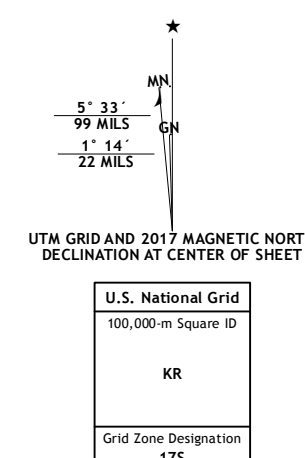 ★
MN
5° 33´
99 MILS
GN
1° 14´
22 MILS
UTM GRID AND 2017 MAGNETIC NORT
DECLINATION AT CENTER OF SHEET
U.S. National Grid
100,000-m Square ID
KR
Grid Zone Designation
17S